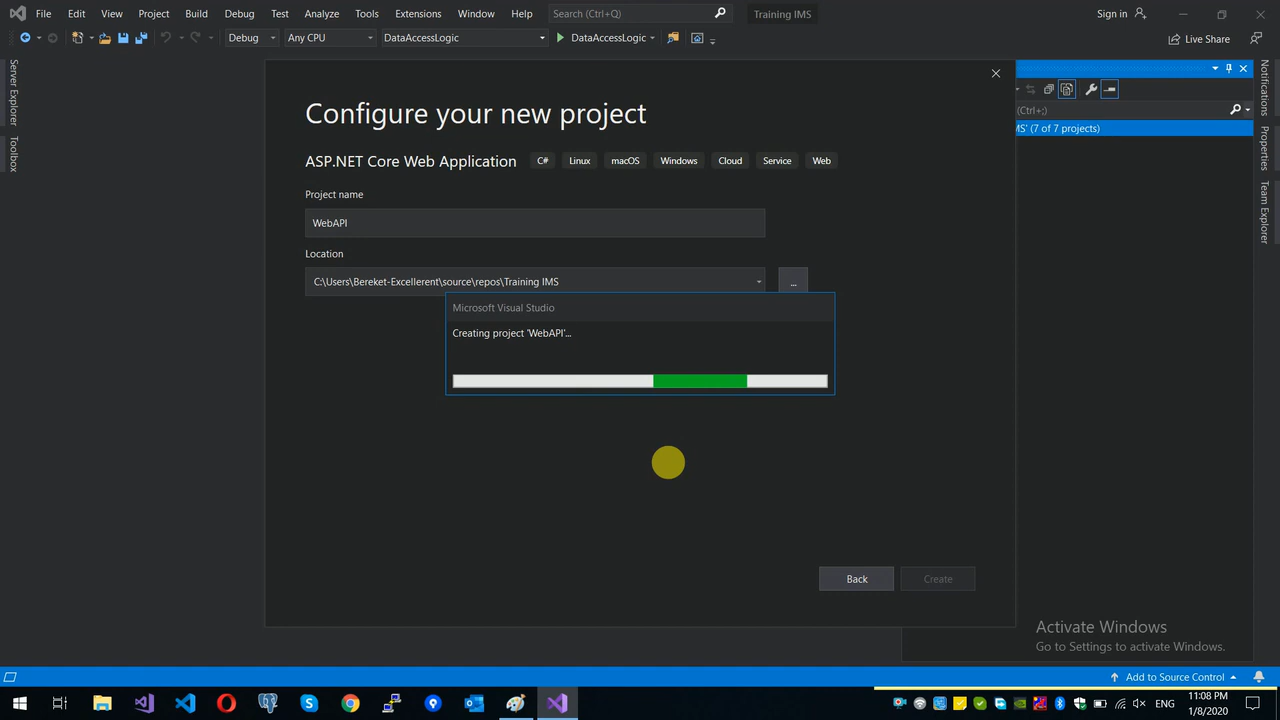 File Edit View Project Build Debug Test Analyze Tools Extensions Window Help Search (Ctrl+Q) Training IMS Sign in
Debug Any CPU DataAccessLogic DataAccessLogic Live Share
Server Explorer
Toolbox
Configure your new project
ASP.NET Core Web Application C# Linux macOS Windows Cloud Service Web
Project name
WebAPI
Location
C:\Users\Bereket-Excellerent\source\repos\Training IMS ...
Microsoft Visual Studio
Creating project 'WebAPI'...
Back Create
(Ctrl+;)
MS' (7 of 7 projects)
Notifications
Properties
Team Explorer
Activate Windows
Go to Settings to activate Windows.
Add to Source Control
ENG
11:08 PM
1/8/2020